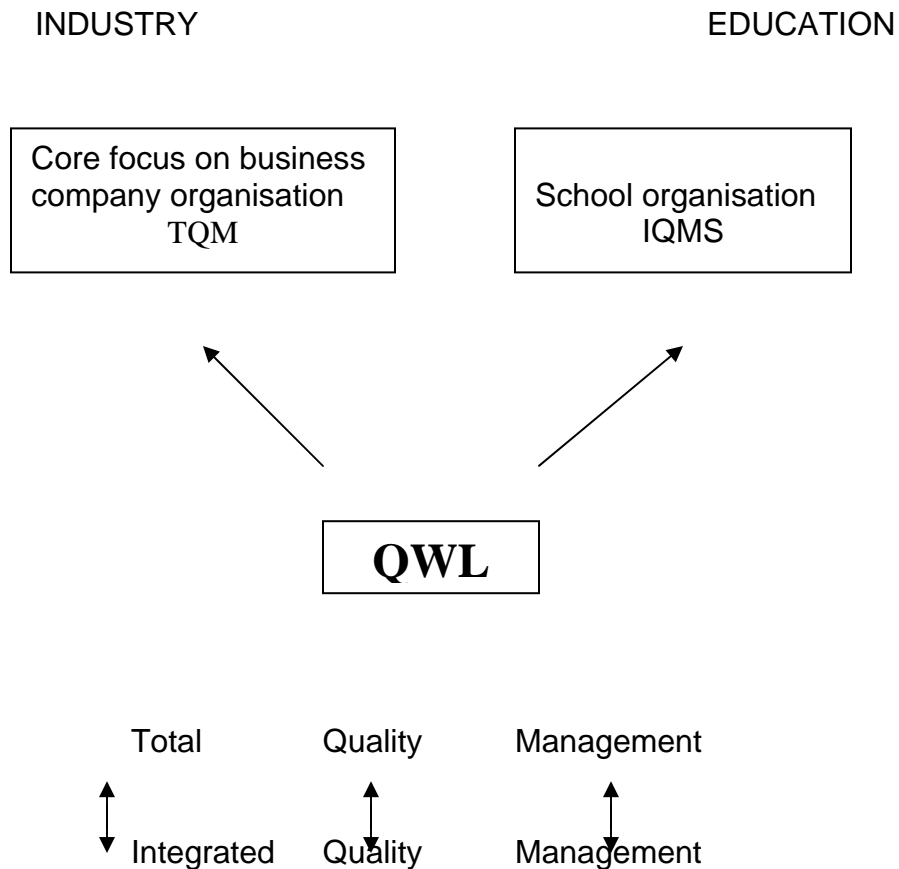 INDUSTRY EDUCATION
Core focus on business
company organisation
TQM
School organisation
IQMS
QWL
Total Quality Management
Integrated Quality Management